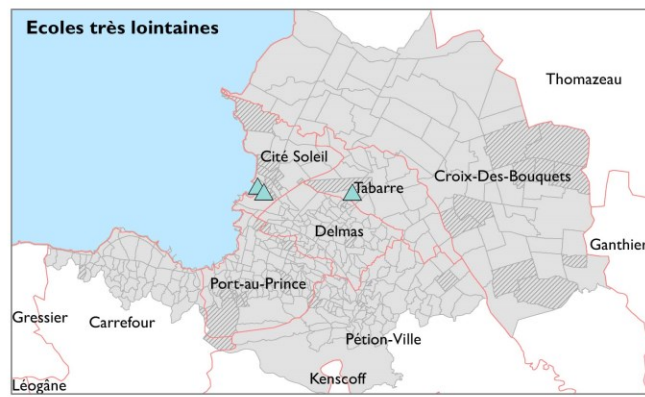 Ecoles très lointaines
Thomazeau
Cité Soleil
Tabarre
Croix-Des-Bouquets
Delmas
Ganthier
Port-au-Prince
Gressier
Carrefour
Pétion-Ville
Kenscoff
Léogâne